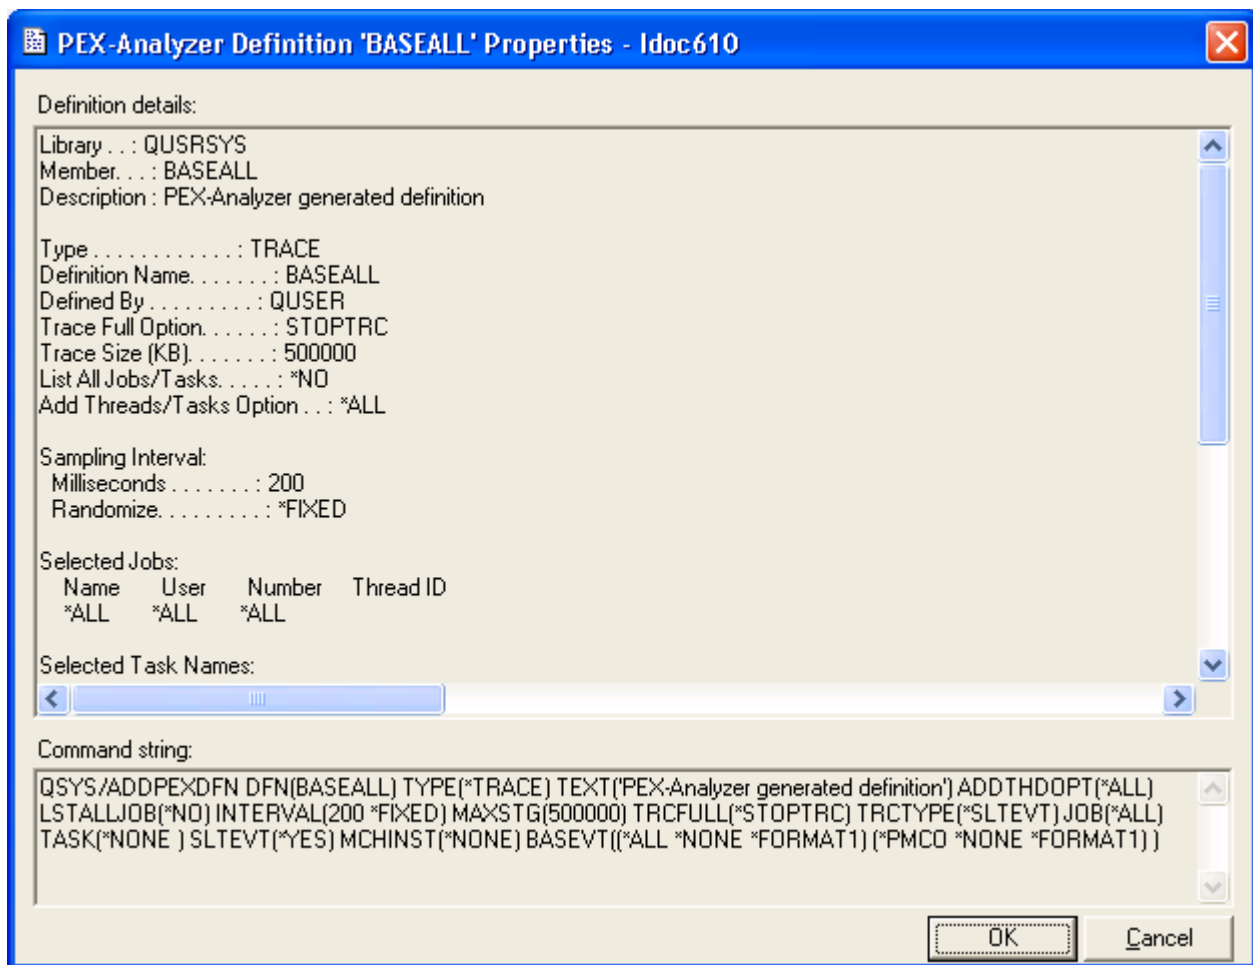 PEX-Analyzer Definition 'BASEALL' Properties - Idoc610
Definition details:
Library . . : QUSRSYS
Member. . . : BASEALL
Description : PEX-Analyzer generated definition
Type . . . . . . . . . . . . : TRACE
Definition Name. . . . . . . : BASEALL
Defined By . . . . . . . . . : QUSER
Trace Full Option. . . . . . : STOPTRC
Trace Size (KB). . . . . . . : 500000
List All Jobs/Tasks. . . . . : *NO
Add Threads/Tasks Option . . : *ALL
Sampling Interval:
Milliseconds . . . . . . . : 200
Randomize. . . . . . . . . : *FIXED
Selected Jobs:
Name User Number Thread ID
*ALL *ALL *ALL
Selected Task Names:
Command string:
QSYS/ADDPEXDFN DFN(BASEALL) TYPE(*TRACE) TEXT('PEX-Analyzer generated definition') ADDTHDOPT(*ALL)
LSTALLJOB(*NO) INTERVAL(200 *FIXED) MAXSTG(500000) TRCFULL(*STOPTRC) TRCTYPE(*SLTEVT) JOB(*ALL)
TASK(*NONE ) SLTEVT(*YES) MCHINST(*NONE) BASEVT((*ALL *NONE *FORMAT1) (*PMCO *NONE *FORMAT1) )
OK Cancel